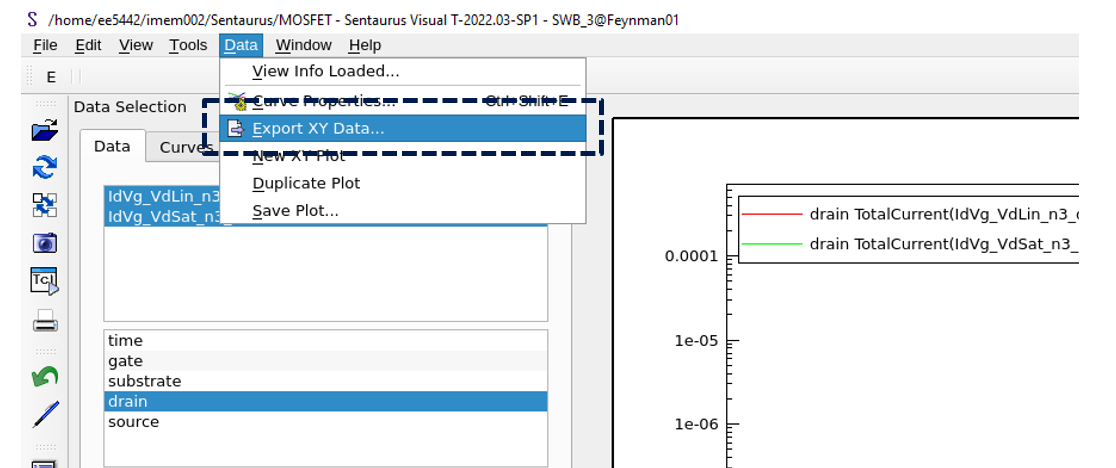 /home/ee5442/imem002/Sentaurus/MOSFET - Sentaurus Visual T-2022.03-SP1 - SWB_3@Feynman01
File Edit View Tools Data Window Help
E
View Info Loaded...
Data Selection
Curve Properties... Ctrl+Shift+E
Export XY Data...
Data Curves
New XY Plot
Duplicate Plot
Save Plot...
IdVg_VdLin_n3
IdVg_VdSat_n3_
Tcl
time
gate
substrate
drain
source
drain TotalCurrent(IdVg_VdLin_n3_
drain TotalCurrent(IdVg_VdSat_n3_
0.0001
1e-05
1e-06